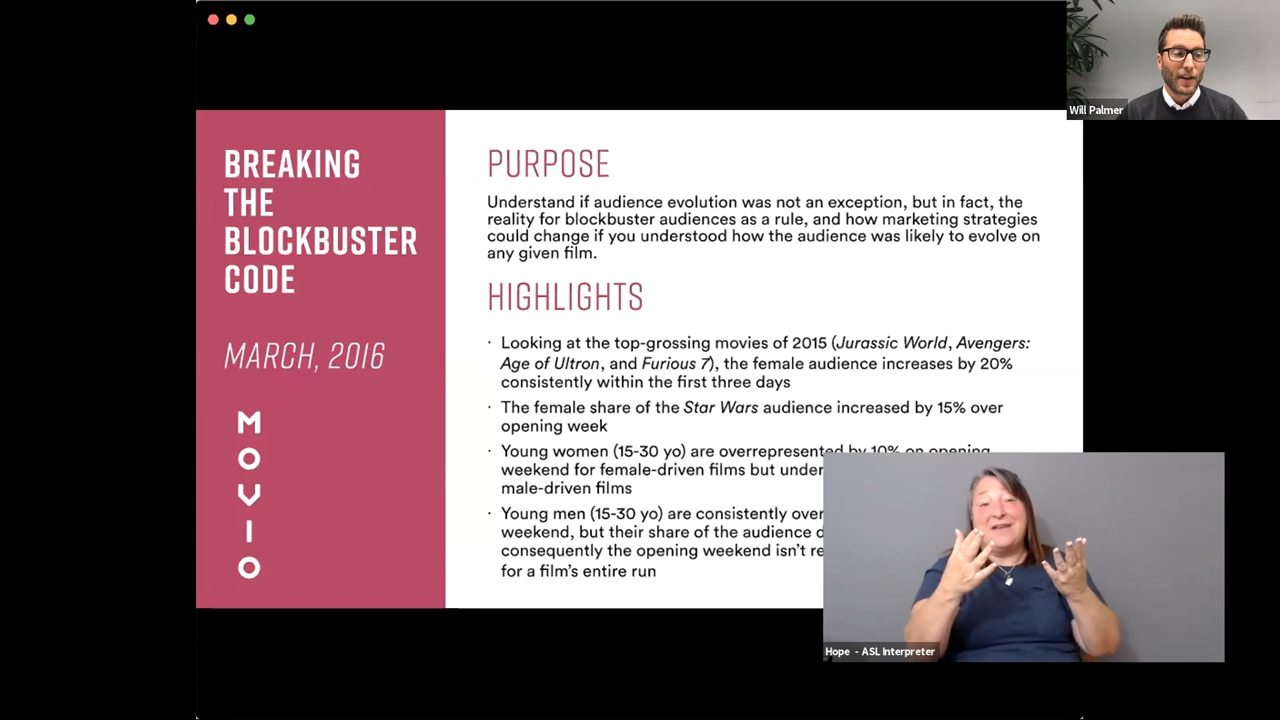 Will Palmer
BREAKING
THE
BLOCKBUSTER
CODE
MARCH, 2016
MOVIO
PURPOSE
Understand if audience evolution was not an exception, but in fact, the
reality for blockbuster audiences as a rule, and how marketing strategies
could change if you understood how the audience was likely to evolve on
any given film.
HIGHLIGHTS
· Looking at the top-grossing movies of 2015 (Jurassic World, Avengers:
Age of Ultron, and Furious 7), the female audience increases by 20%
consistently within the first three days
· The female share of the Star Wars audience increased by 15% over
opening week
· Young women (15-30 yo) are overrepresented by 10% on opening
weekend for female-driven films but under
male-driven films
· Young men (15-30 yo) are consistently over
weekend, but their share of the audience
consequently the opening weekend isn't
for a film's entire run
Hope - ASL Interpreter